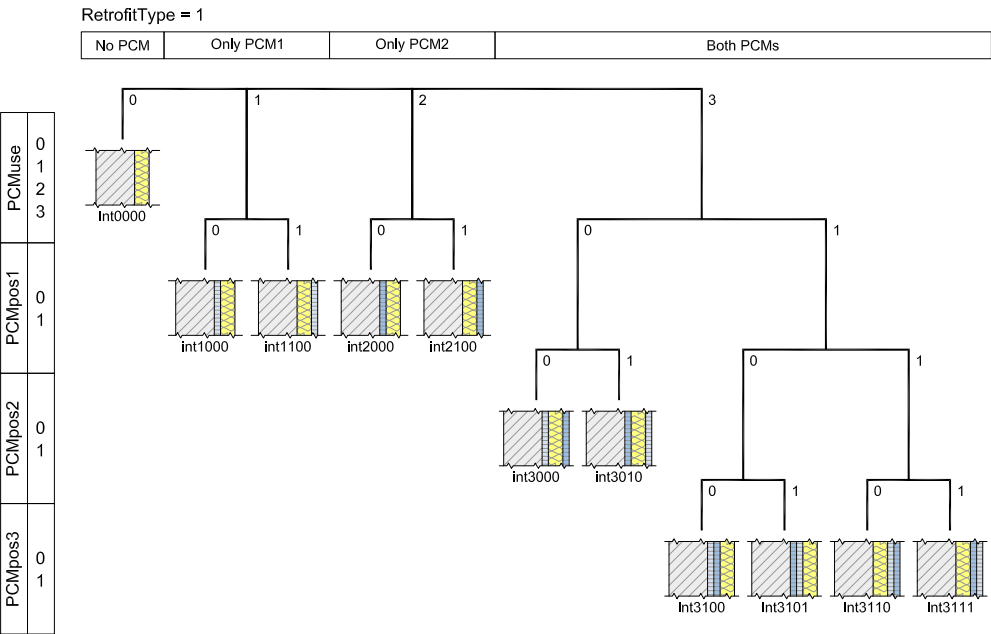 RetrofitType = 1
No PCM Only PCM1 Only PCM2 Both PCMs
0 1 2 3
PCMuse
0
1
2
3
Int0000
0 1 0 1 0 1
PCMpos1
0
1
int1000 int1100 int2000 int2100
0 1 0 1
PCMpos2
0
1
int3000 int3010
0 1 0 1
PCMpos3
0
1
Int3100 Int3101 Int3110 Int3111